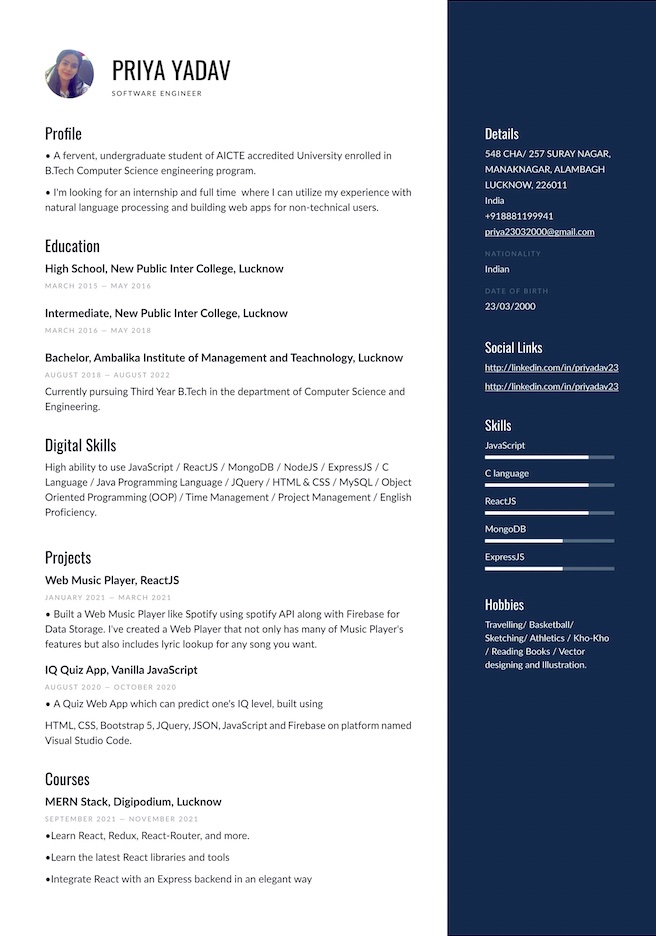 PRIYA YADAV
SOFTWARE ENGINEER
Profile
• A fervent, undergraduate student of AICTE accredited University enrolled in
B.Tech Computer Science engineering program.
• I'm looking for an internship and full time  where I can utilize my experience with
natural language processing and building web apps for non-technical users.
Education
High School, New Public Inter College, Lucknow
MARCH 2015 — MAY 2016
Intermediate, New Public Inter College, Lucknow
MARCH 2016 — MAY 2018
Bachelor, Ambalika Institute of Management and Teachnology, Lucknow
AUGUST 2018 — AUGUST 2022
Currently pursuing Third Year B.Tech in the department of Computer Science and
Engineering.
Digital Skills
High ability to use JavaScript / ReactJS / MongoDB / NodeJS / ExpressJS / C
Language / Java Programming Language / JQuery / HTML & CSS / MySQL / Object
Oriented Programming (OOP) / Time Management / Project Management / English
Proficiency.
Projects
Web Music Player, ReactJS
JANUARY 2021 — MARCH 2021
• Built a Web Music Player like Spotify using spotify API along with Firebase for
Data Storage. I've created a Web Player that not only has many of Music Player's
features but also includes lyric lookup for any song you want.
IQ Quiz App, Vanilla JavaScript
AUGUST 2020 — OCTOBER 2020
• A Quiz Web App which can predict one's IQ level, built using
HTML, CSS, Bootstrap 5, JQuery, JSON, JavaScript and Firebase on platform named
Visual Studio Code.
Courses
MERN Stack, Digipodium, Lucknow
SEPTEMBER 2021 — NOVEMBER 2021
•Learn React, Redux, React-Router, and more.
•Learn the latest React libraries and tools
•Integrate React with an Express backend in an elegant way
Details
548 CHA/ 257 SURAY NAGAR,
MANAKNAGAR, ALAMBAGH
LUCKNOW, 226011
India
+918881199941
priya23032000@gmail.com
NATIONALITY
Indian
DATE OF BIRTH
23/03/2000
Social Links
http://linkedin.com/in/priyadav23
http://linkedin.com/in/priyadav23
Skills
JavaScript
C language
ReactJS
MongoDB
ExpressJS
Hobbies
Travelling/ Basketball/
Sketching/ Athletics / Kho-Kho
/ Reading Books / Vector
designing and Illustration.